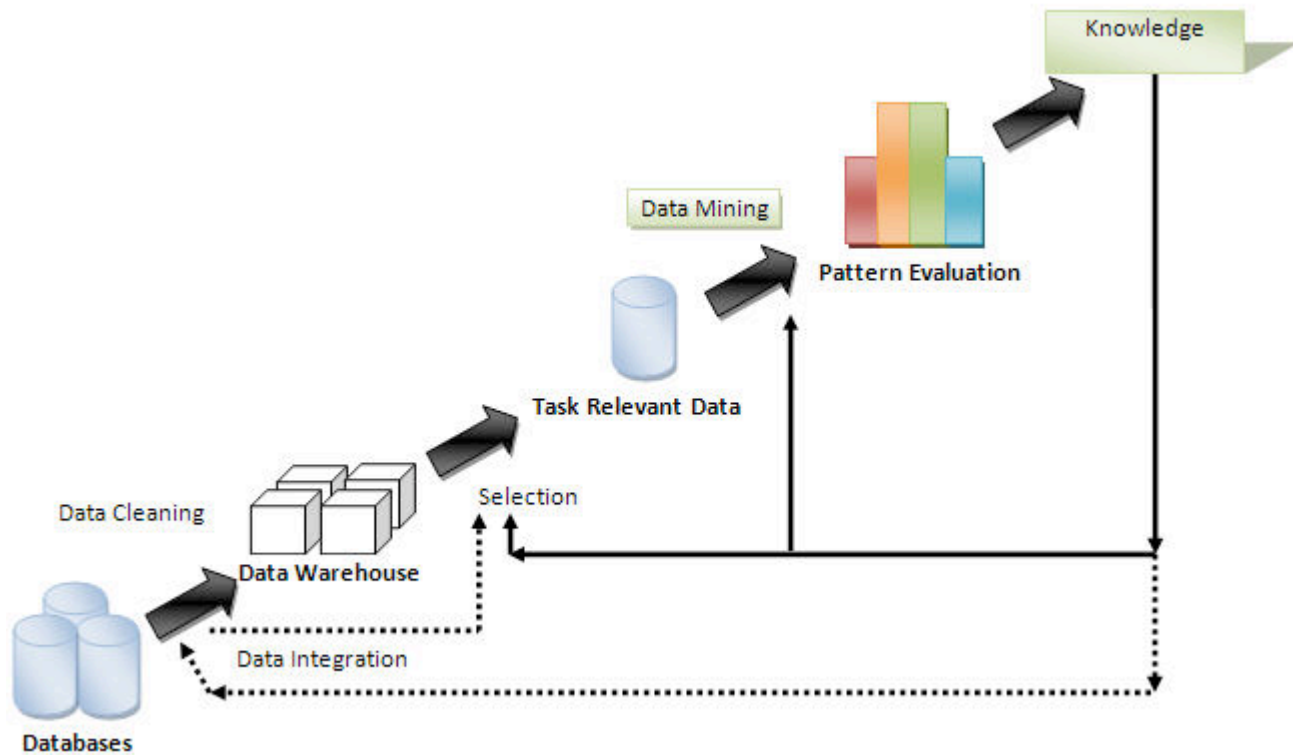 Knowledge
Data Mining
Pattern Evaluation
Task Relevant Data
Selection
Data Cleaning
Data Warehouse
Data Integration
Databases